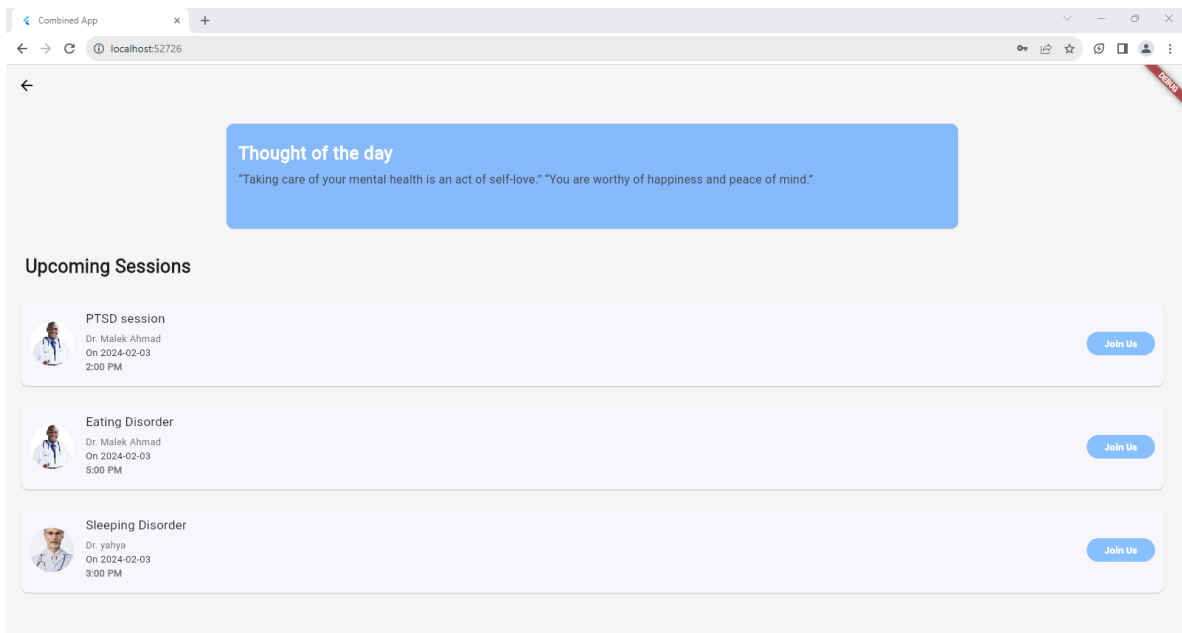 Combined App
localhost:52726
DEBUG
Thought of the day
“Taking care of your mental health is an act of self-love.” “You are worthy of happiness and peace of mind.”
Upcoming Sessions
PTSD session
Dr. Malek Ahmad
On 2024-02-03
2:00 PM
Join Us
Eating Disorder
Dr. Malek Ahmad
On 2024-02-03
5:00 PM
Join Us
Sleeping Disorder
Dr. yahya
On 2024-02-03
3:00 PM
Join Us